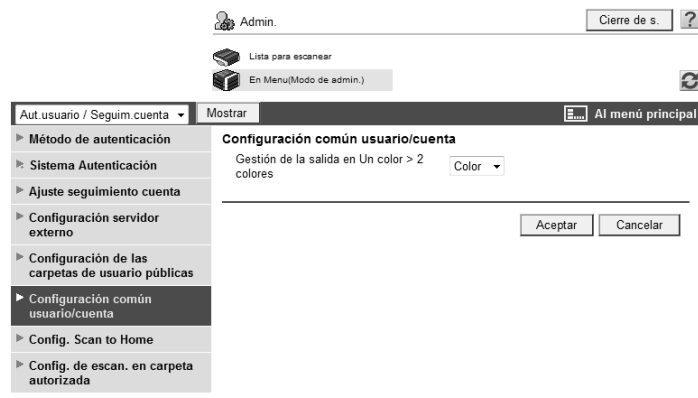 Admin.
Cierre de s.
?
Lista para escanear
En Menu(Modo de admin.)
Aut.usuario / Seguim.cuenta
Mostrar
Al menú principal
Método de autenticación
Sistema Autenticación
Ajuste seguimiento cuenta
Configuración servidor
externo
Configuración de las
carpetas de usuario públicas
Configuración común
usuario/cuenta
Config. Scan to Home
Config. de escan. en carpeta
autorizada
Configuración común usuario/cuenta
Gestión de la salida en Un color > 2
colores
Color
Aceptar
Cancelar